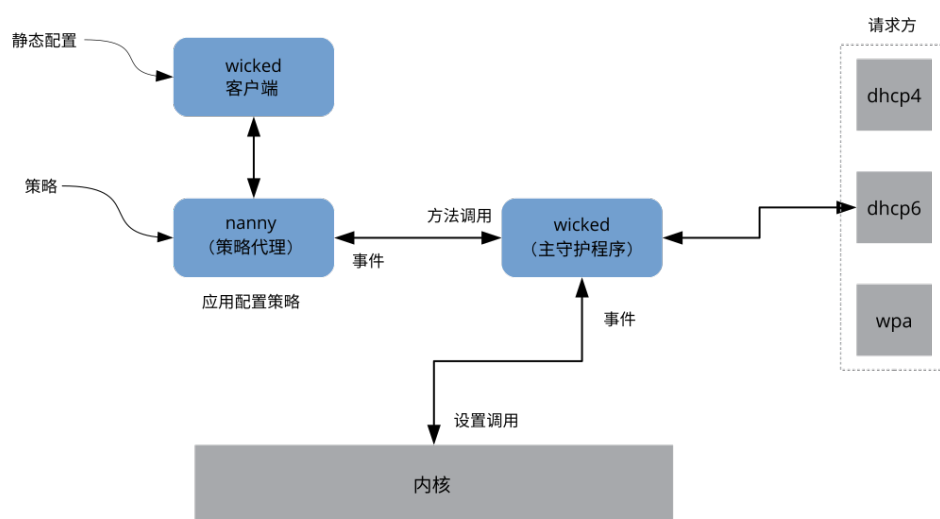 请求方
静态配置
wicked
客户端
dhcp4
策略
nanny
（策略代理）
方法调用
事件
wicked
（主守护程序）
dhcp6
应用配置策略
事件
wpa
设置调用
内核